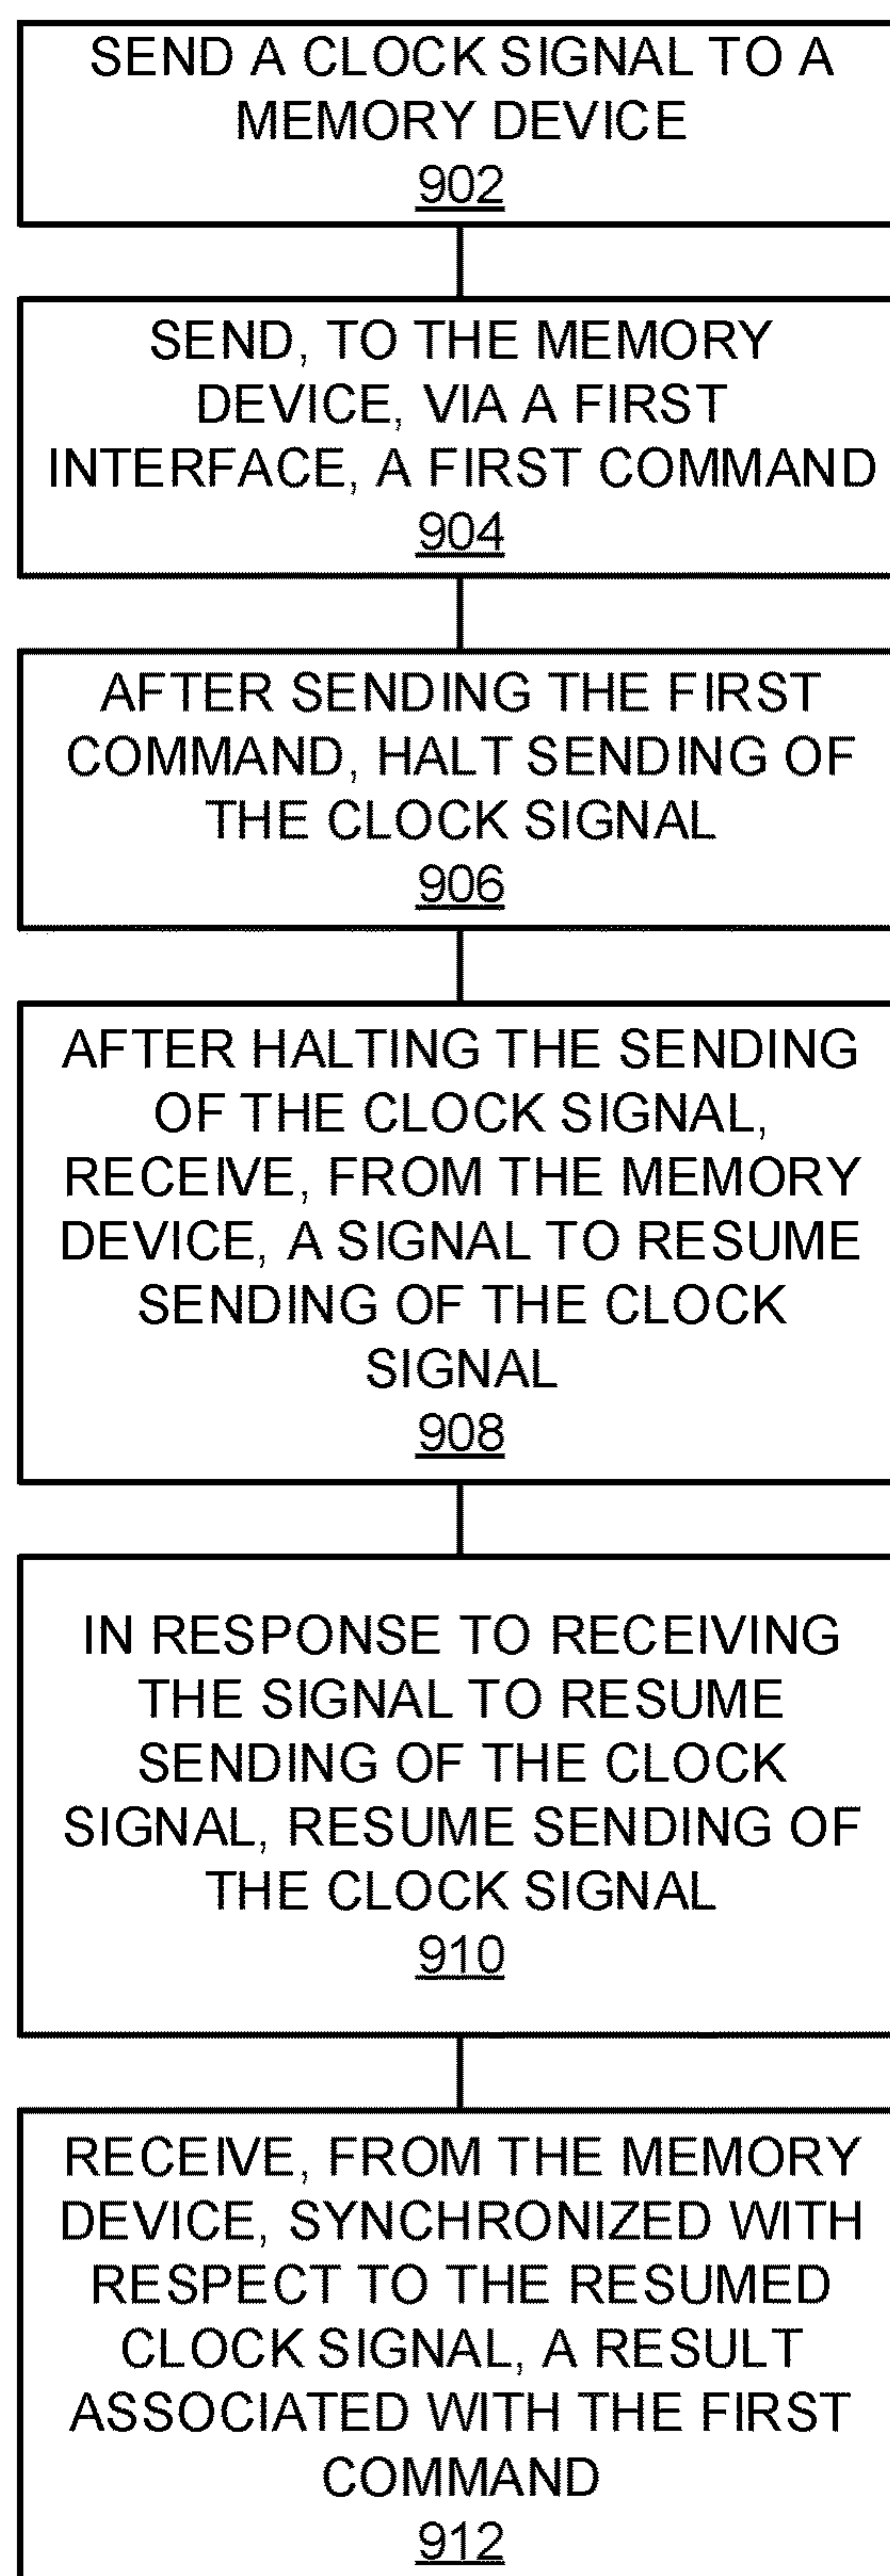 SEND A CLOCK SIGNAL TO A
MEMORY DEVICE
902
SEND, TO THE MEMORY
DEVICE, VIA A FIRST
INTERFACE, A FIRST COMMAND
904
AFTER SENDING THE FIRST
COMMAND, HALT SENDING OF
THE CLOCK SIGNAL
906
AFTER HALTING THE SENDING
OF THE CLOCK SIGNAL,
RECEIVE, FROM THE MEMORY
DEVICE, A SIGNAL TO RESUME
SENDING OF THE CLOCK
SIGNAL
908
IN RESPONSE TO RECEIVING
THE SIGNAL TO RESUME
SENDING OF THE CLOCK
SIGNAL, RESUME SENDING OF
THE CLOCK SIGNAL
910
RECEIVE, FROM THE MEMORY
DEVICE, SYNCHRONIZED WITH
RESPECT TO THE RESUMED
CLOCK SIGNAL, A RESULT
ASSOCIATED WITH THE FIRST
COMMAND
912